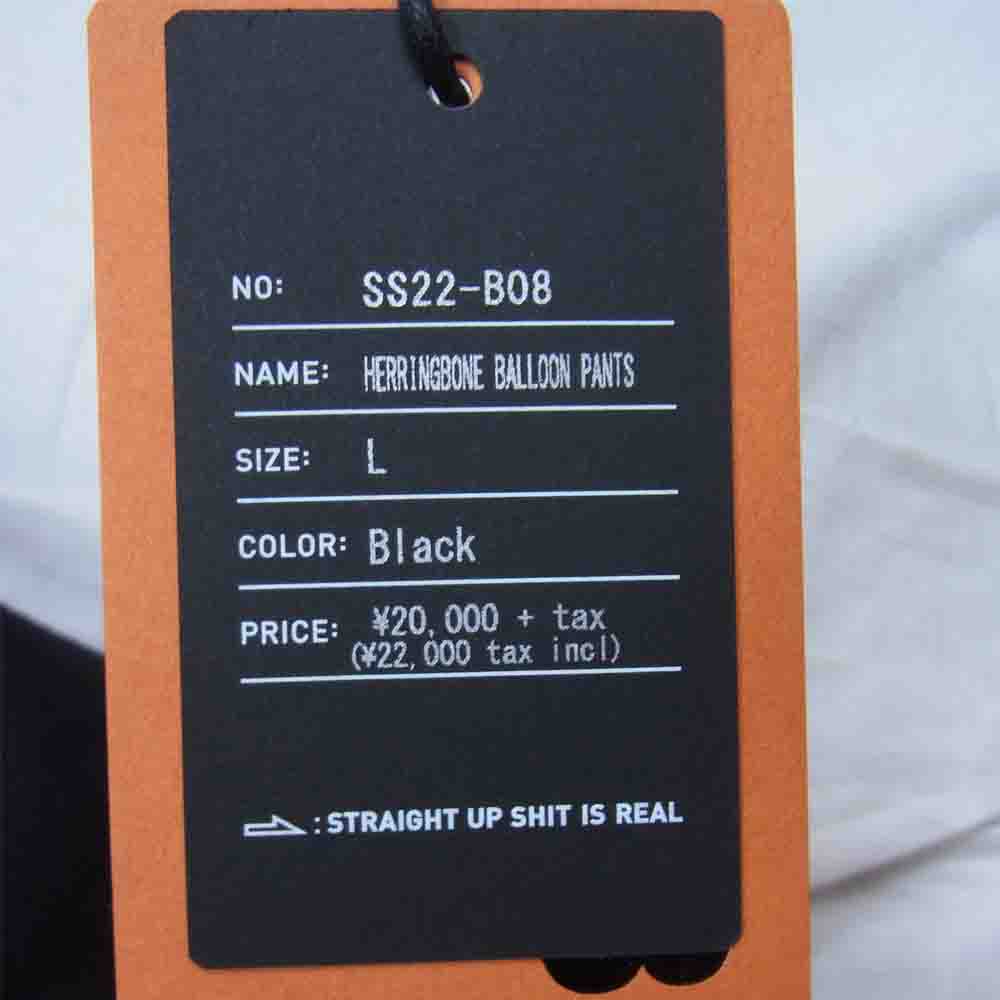 NO: SS22-B08
NAME: HERRINGBONE BALLOON PANTS
SIZE: L
COLOR: Black
PRICE: ¥20,000 + tax
(¥22,000 tax incl)
: STRAIGHT UP SHIT IS REAL